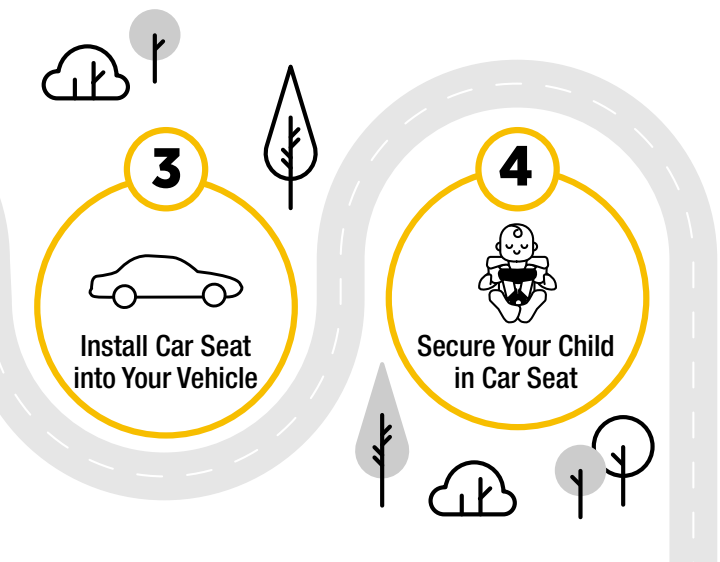 3
Install Car Seat
into Your Vehicle
4
Secure Your Child
in Car Seat